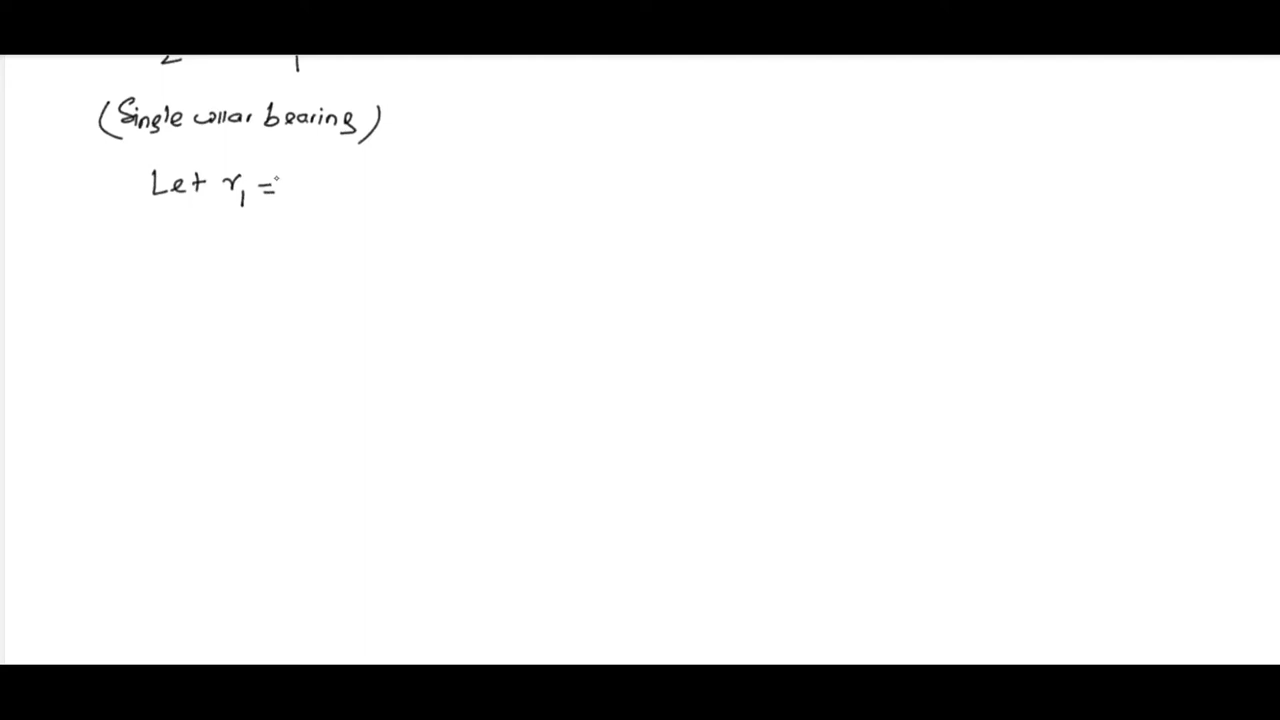 (Single collar bearing)
Let r₁ =